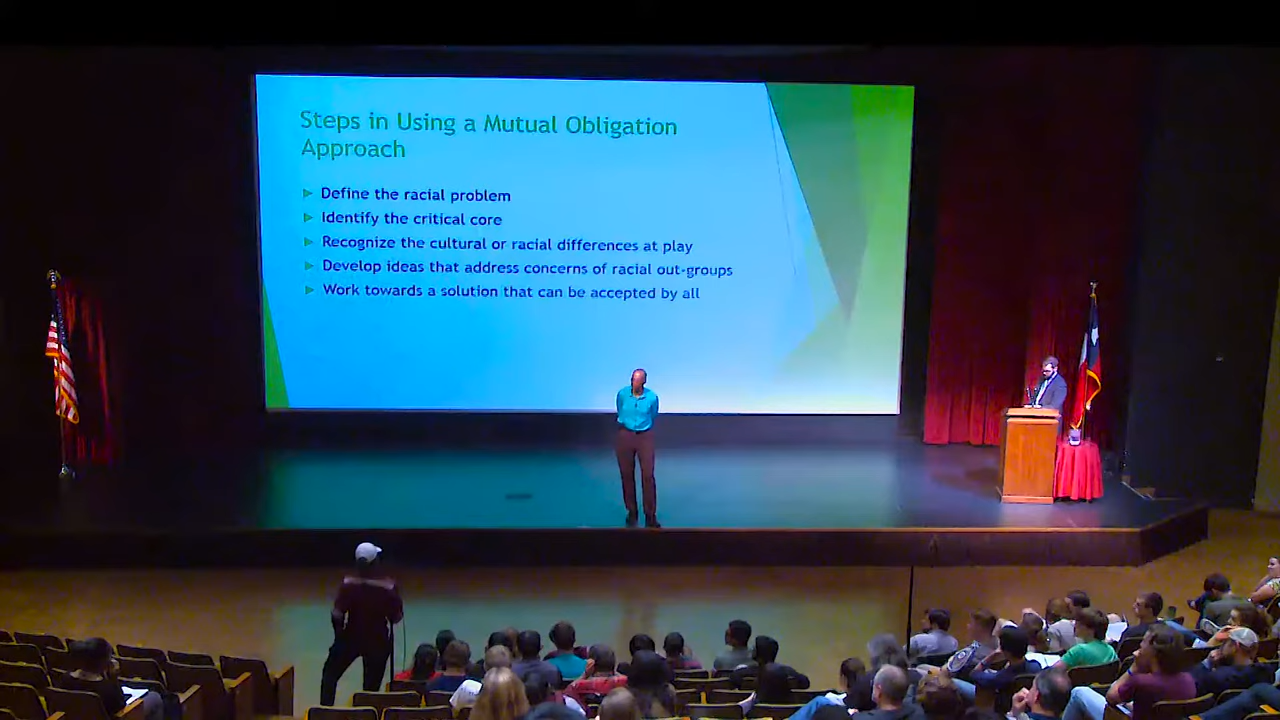 Steps in Using a Mutual Obligation
Approach
Define the racial problem
Identify the critical core
Recognize the cultural or racial differences at play
Develop ideas that address concerns of racial out-groups
Work towards a solution that can be accepted by all